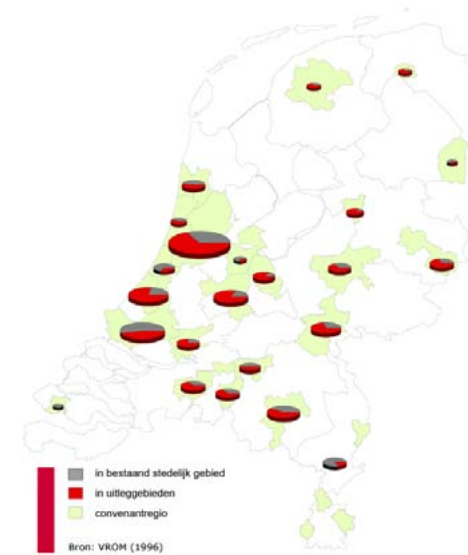 in bestaand stedelijk gebied
in uitleggebieden
convenantregio
Bron: VROM (1996)